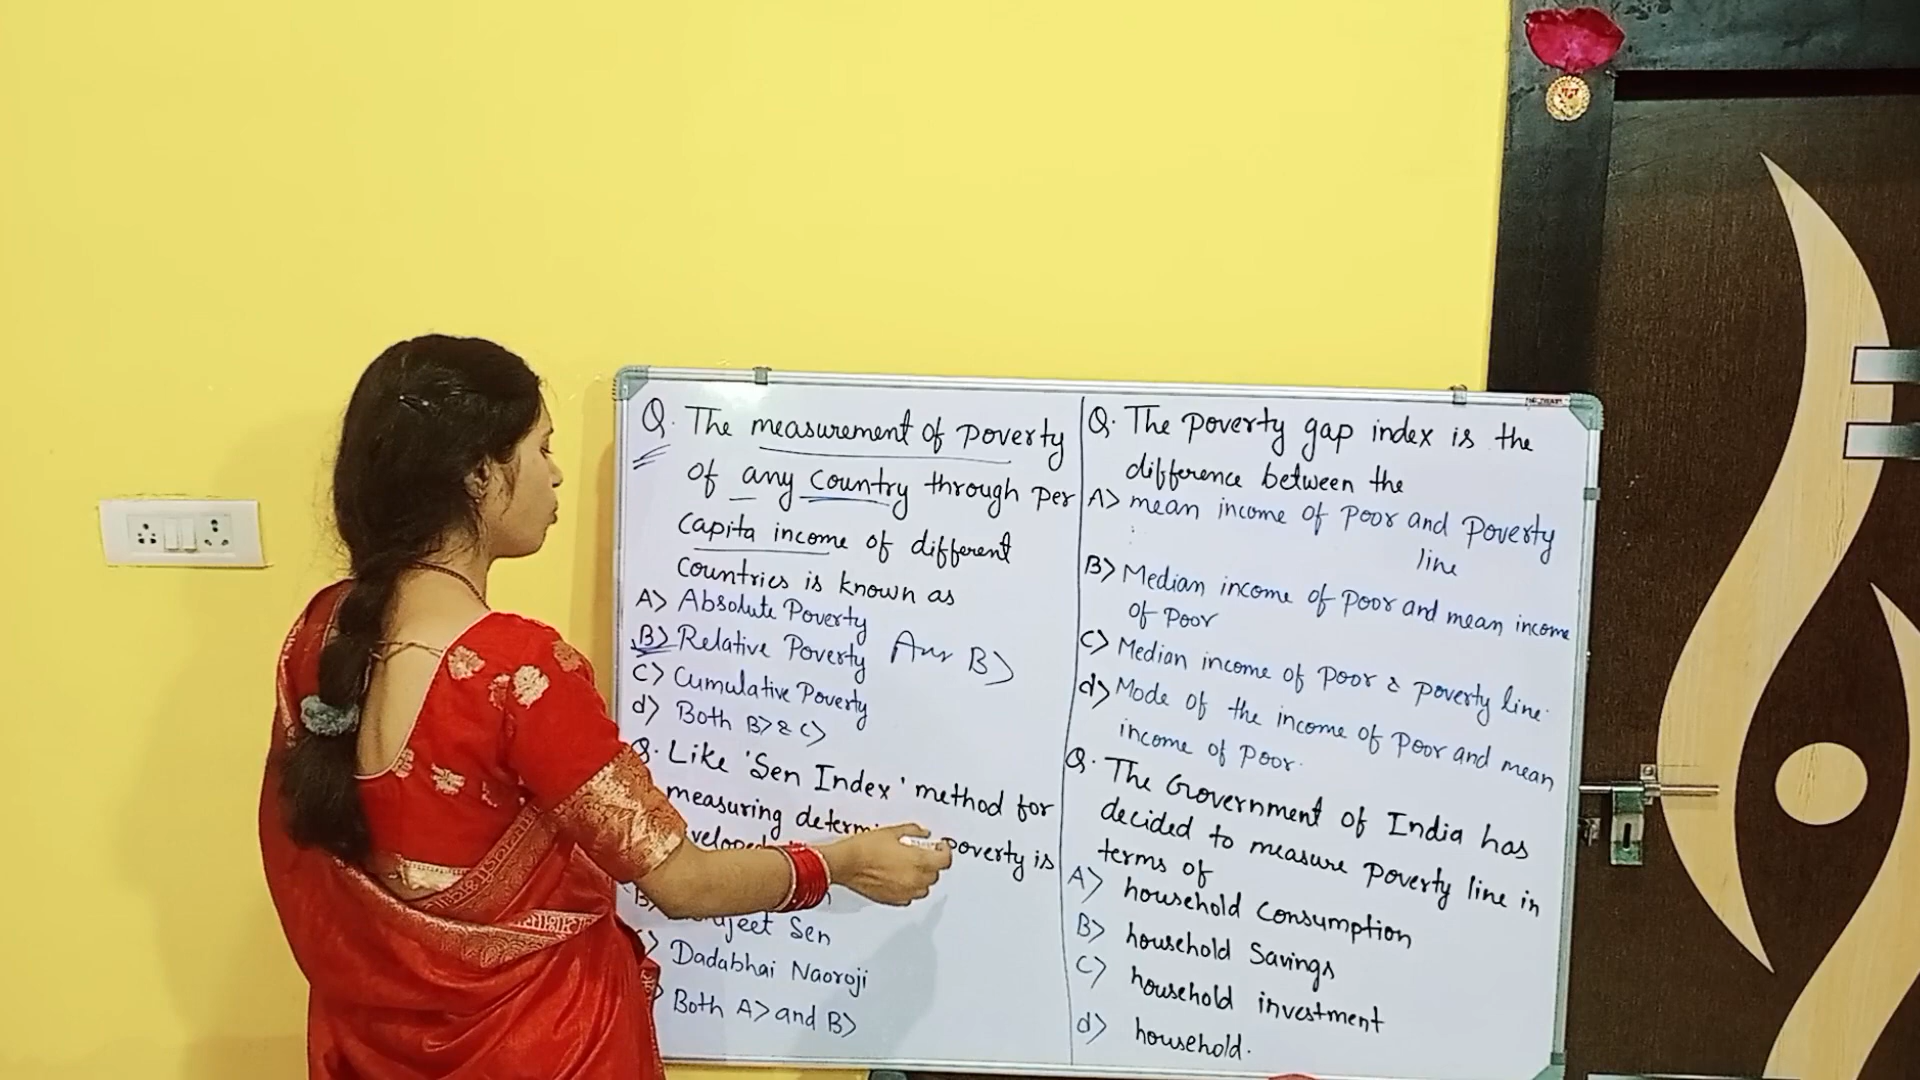 Q. The measurement of poverty
of any country through per
capita income of different
countries is known as
A> Absolute Poverty
B> Relative Poverty Ans B>
C> Cumulative Poverty
d> Both B> & C>
Q. Like 'Sen Index' method for
measuring poverty is
B> Sen
C> Dadabhai Naoroji
Both A> and B>
Q. The poverty gap index is the
difference between the
A> mean income of poor and poverty
line
B> Median income of poor and mean income
of poor
C> Median income of poor & poverty line.
d> Mode of the income of poor and mean
income of poor.
Q. The Government of India has
decided to measure poverty line in
terms of
A> household consumption
B> household savings
C> household investment
d> household.